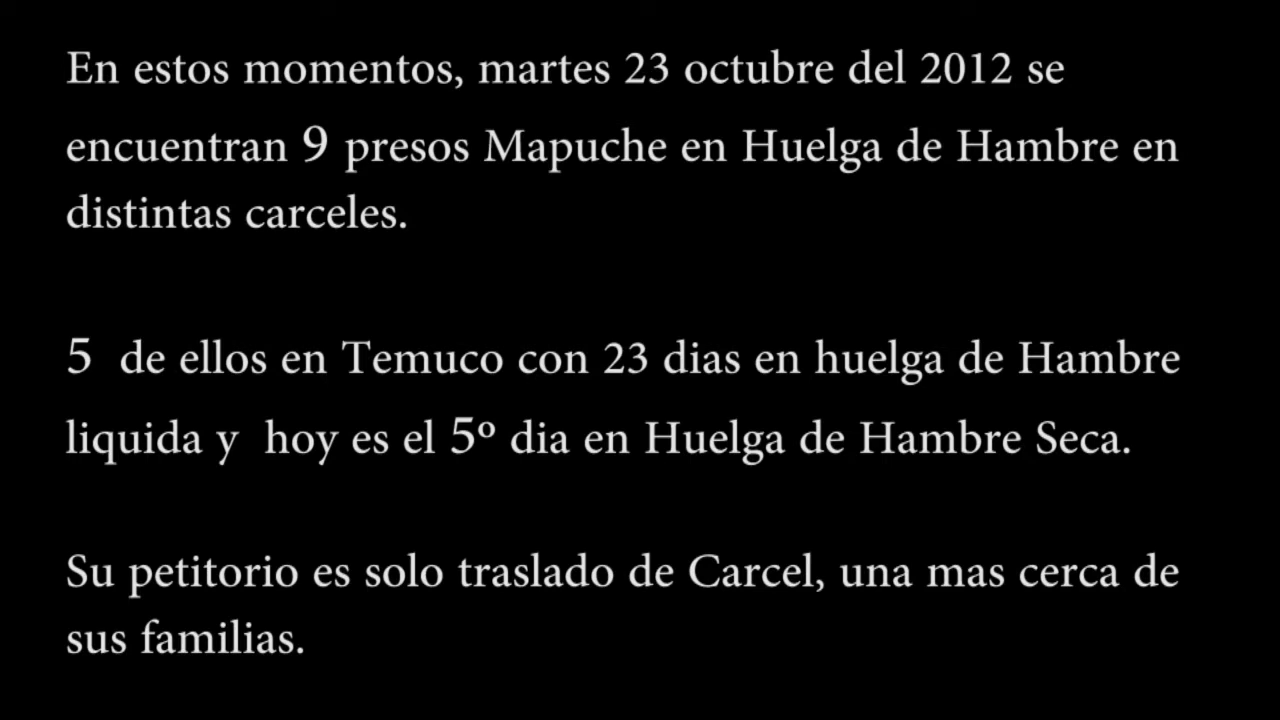 En estos momentos, martes 23 octubre del 2012 se
encuentran 9 presos Mapuche en Huelga de Hambre en
distintas carceles.
5 de ellos en Temuco con 23 dias en huelga de Hambre
liquida y hoy es el 5º dia en Huelga de Hambre Seca.
Su petitorio es solo traslado de Carcel, una mas cerca de
sus familias.